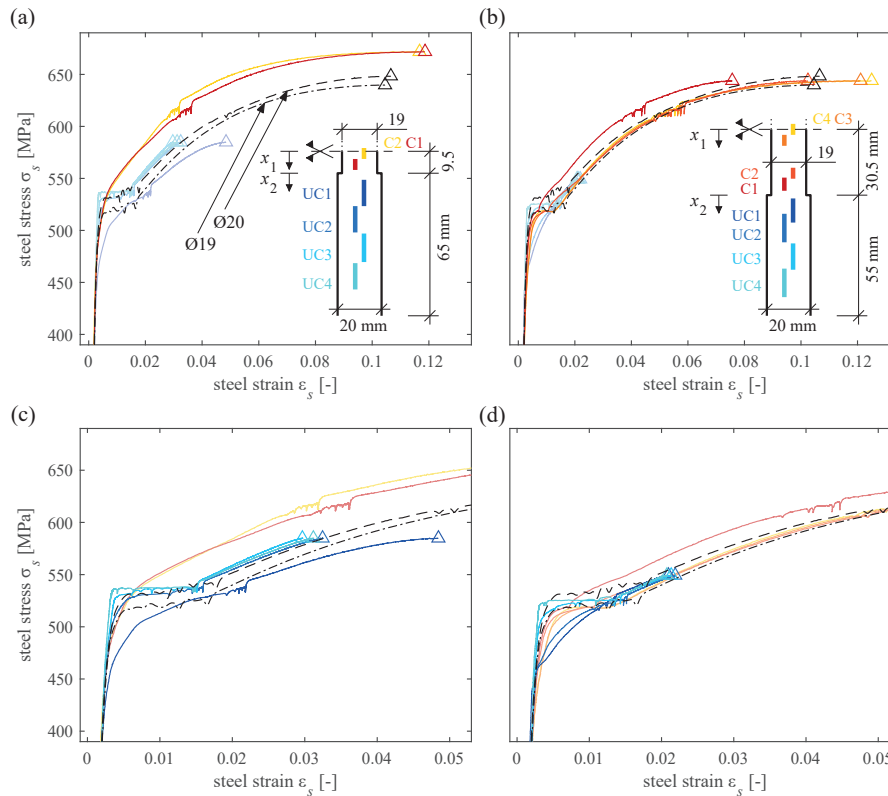 (a)
(b)
steel stress σs [MPa]
650
600
550
500
450
400
0
0.02
0.04
0.06
0.08
0.1
0.12
steel strain εs [-]
Ø19
Ø20
19
C2 C1
x1
x2
9.5
UC1
UC2
UC3
UC4
65 mm
20 mm
0
0.02
0.04
0.06
0.08
0.1
0.12
steel strain εs [-]
C4 C3
x1
19
30.5 mm
C2
C1
x2
UC1
UC2
UC3
UC4
55 mm
20 mm
(c)
(d)
steel stress σs [MPa]
650
600
550
500
450
400
0
0.01
0.02
0.03
0.04
0.05
steel strain εs [-]
0
0.01
0.02
0.03
0.04
0.05
steel strain εs [-]